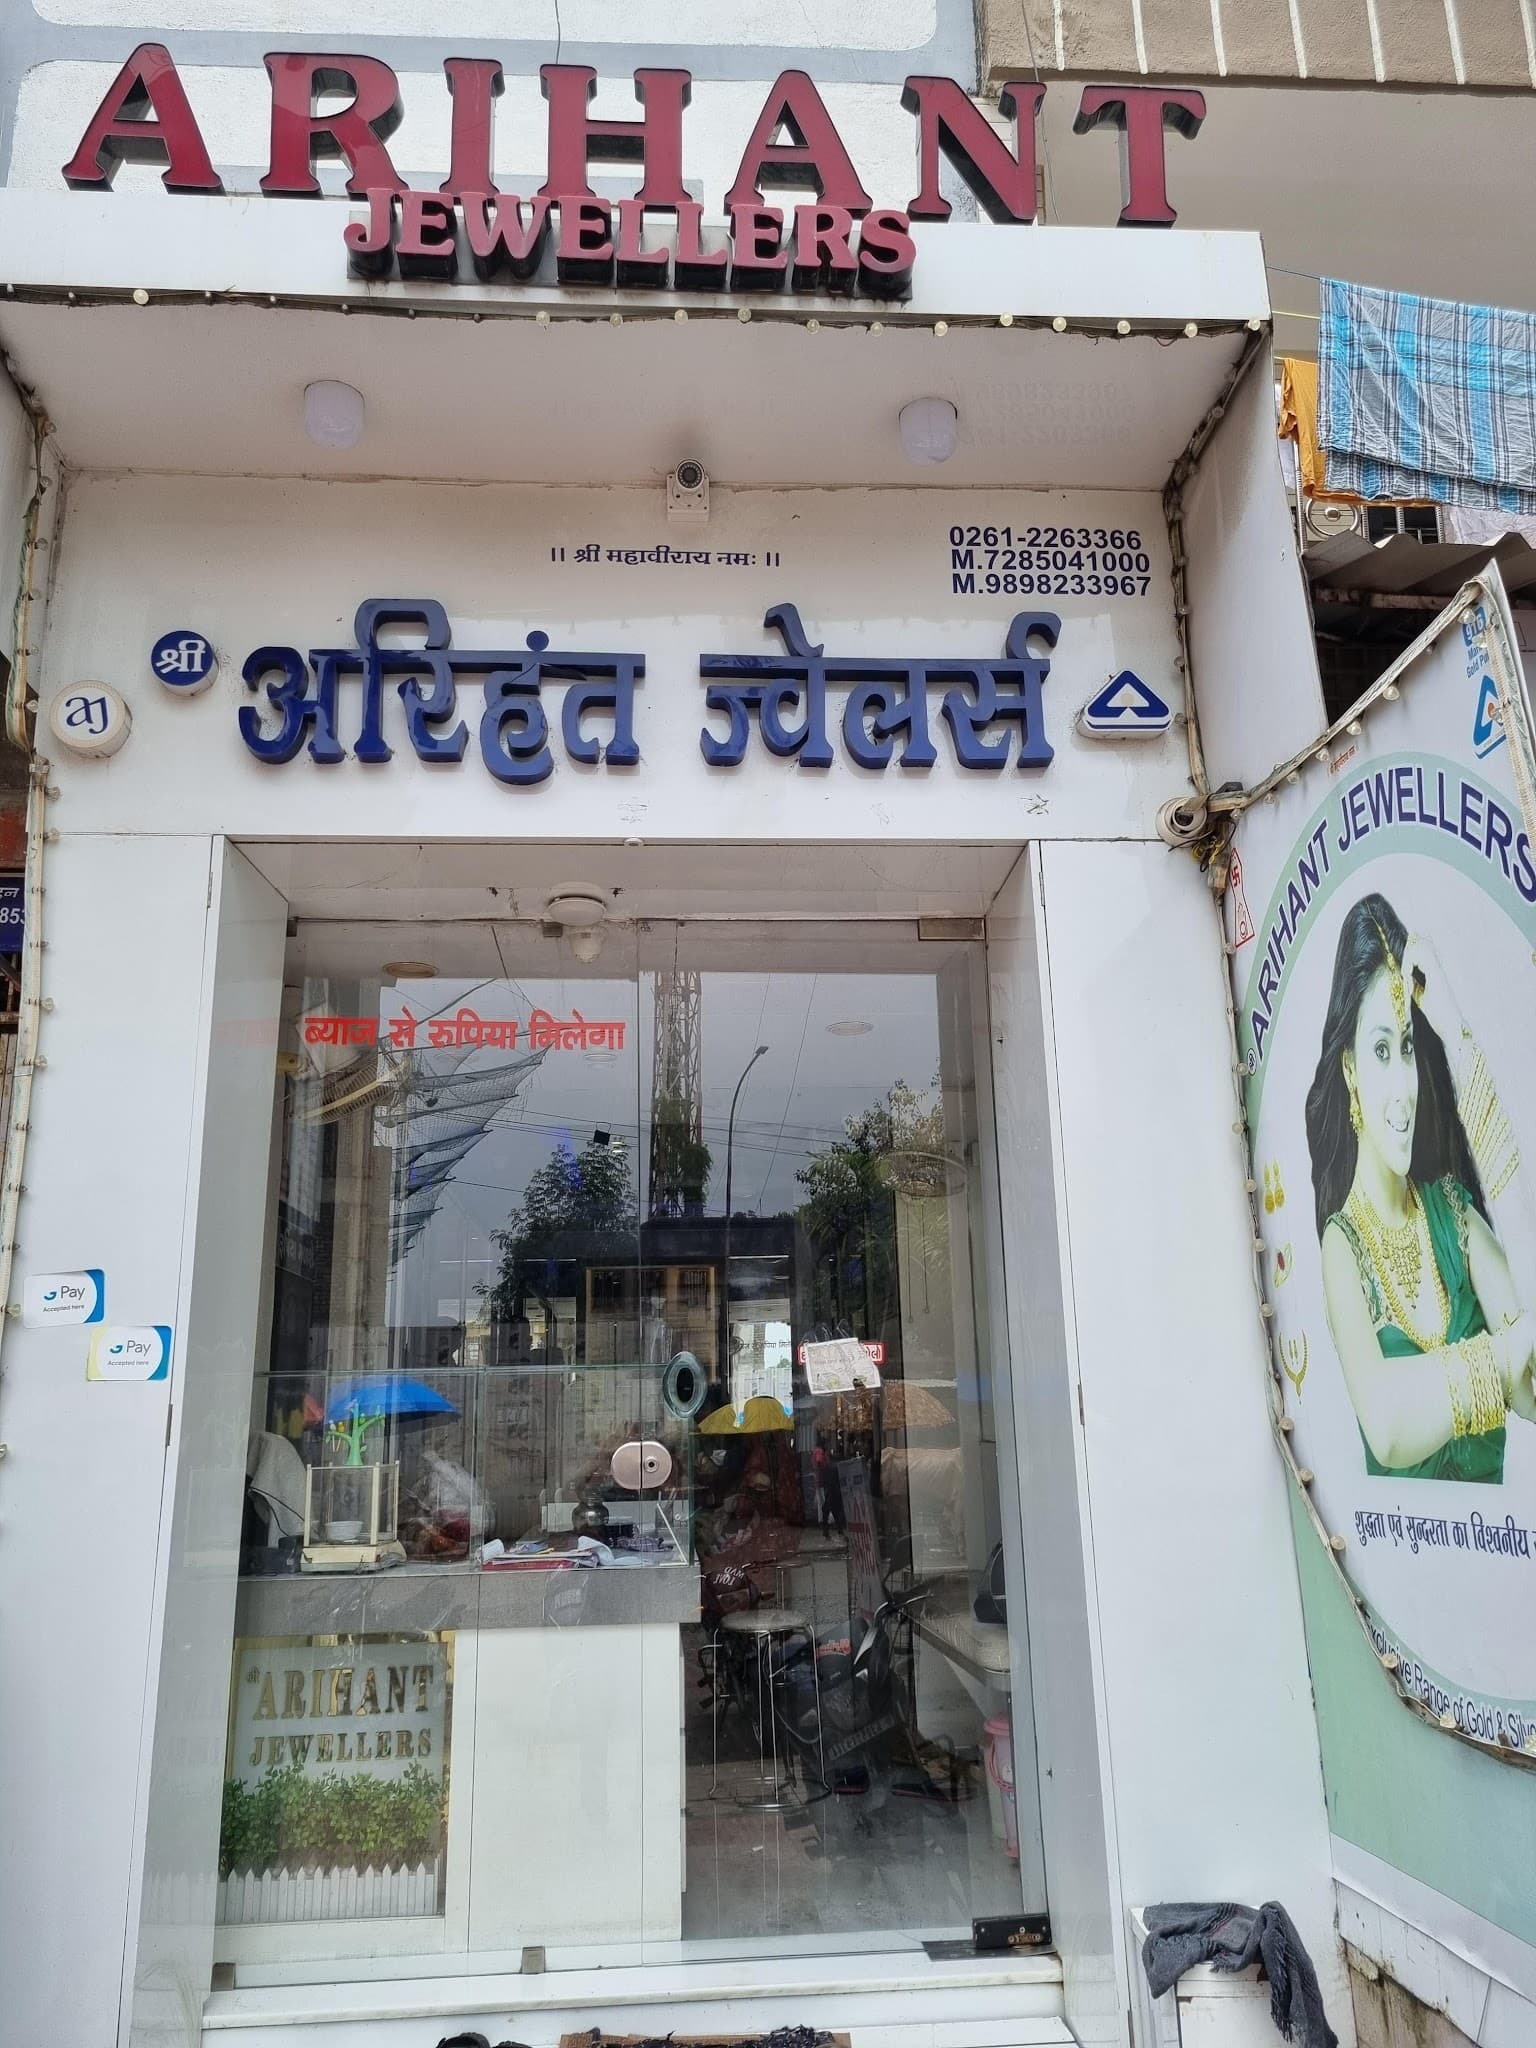 ARIHANT
JEWELLERS
0261-2263366
M.7285041000
M.9898233967
।। श्री महावीराय नमः ।।
श्री अरिहंत ज्वेलर्स
aj
ARIHANT JEWELLERS
ब्याज से रुपिया मिलेगा
G Pay
Accepted here
G Pay
Accepted here
शुद्धता एवं सुन्दरता का विश्वनीय
Exclusive Range of Gold &
श्री
ARIHANT
JEWELLERS